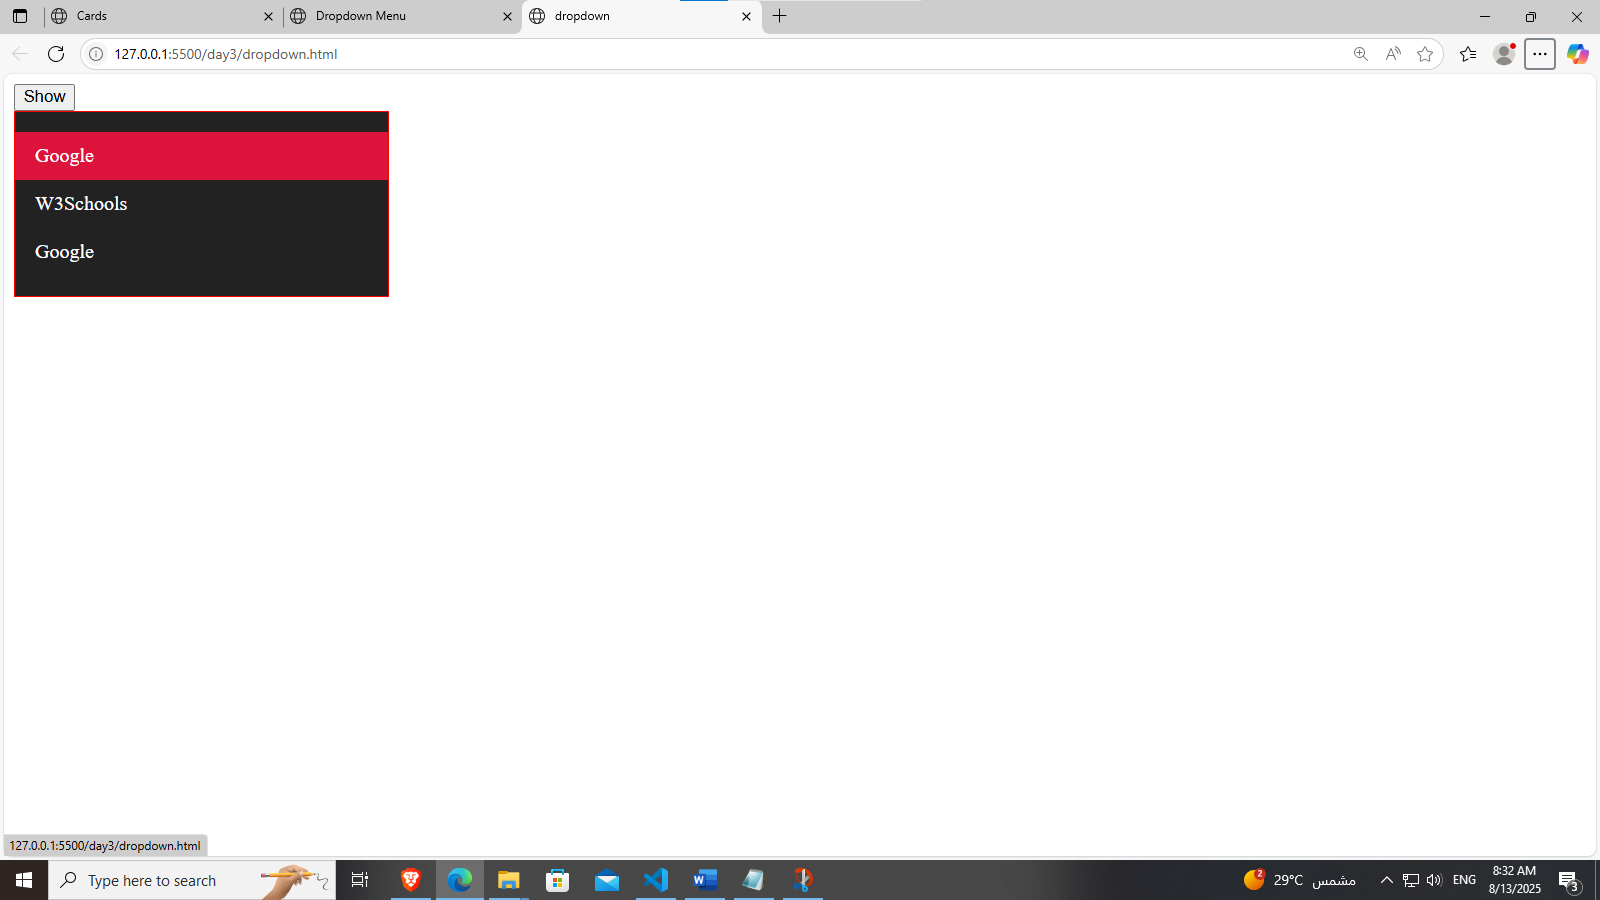 Cards
Dropdown Menu
dropdown
127.0.0.1:5500/day3/dropdown.html
Show
Google
W3Schools
Google
127.0.0.1:5500/day3/dropdown.html
Type here to search
2
29°C مشمس
ENG
8:32 AM
8/13/2025
3